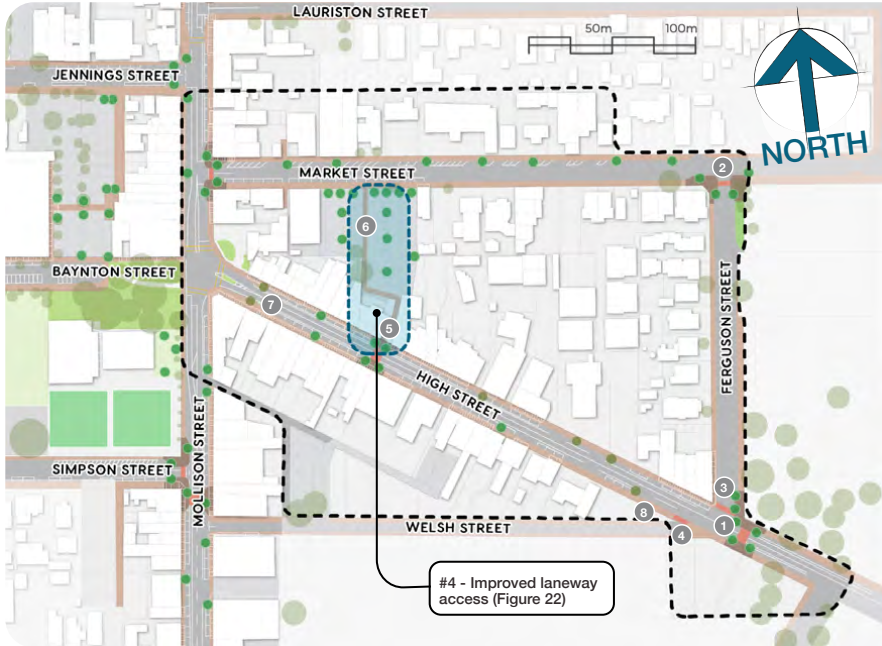 LAURISTON STREET
50m 100m
JENNINGS STREET
NORTH
MARKET STREET
2
6
BAYNTON STREET
7
5
FERGUSON STREET
HIGH STREET
MOLLISON STREET
SIMPSON STREET
3
8
1
WELSH STREET
4
#4 - Improved laneway
access (Figure 22)